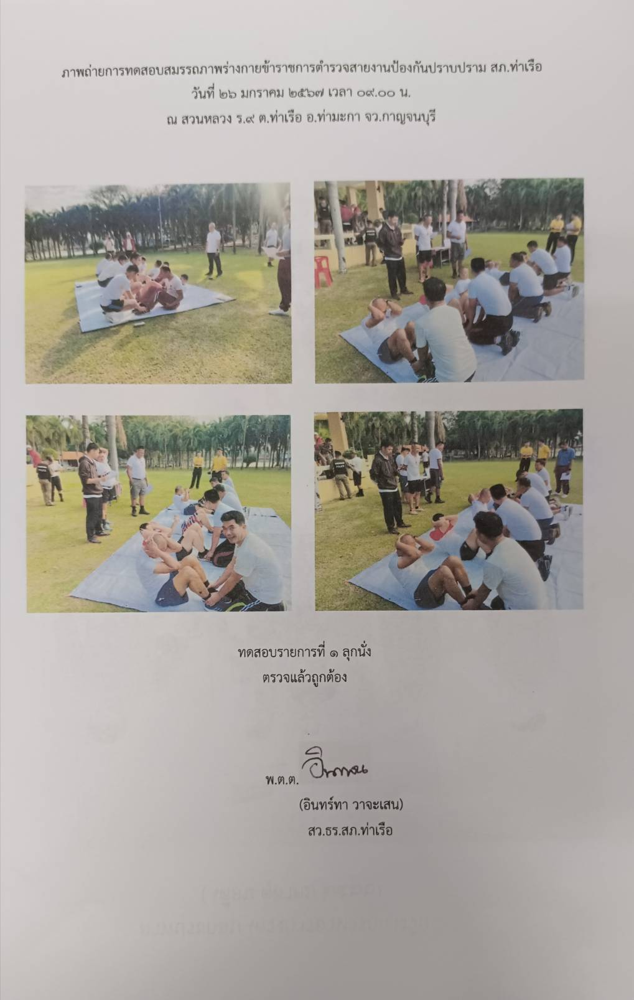 ภาพถ่ายการทดสอบสมรรถภาพร่างกายข้าราชการตำรวจสายงานป้องกันปราบปราม สภ.ท่าเรือ
วันที่ ๒๖ มกราคม ๒๕๖๗ เวลา ๐๙.๐๐ น.
ณ สวนหลวง ร.๙ ต.ท่าเรือ อ.ท่ามะกา จว.กาญจนบุรี
POLICE
POLICE
ทดสอบรายการที่ ๑ ลุกนั่ง
ตรวจแล้วถูกต้อง
พ.ต.ต.
(อินทร์ทา วาจะเสน)
สว.ธร.สภ.ท่าเรือ